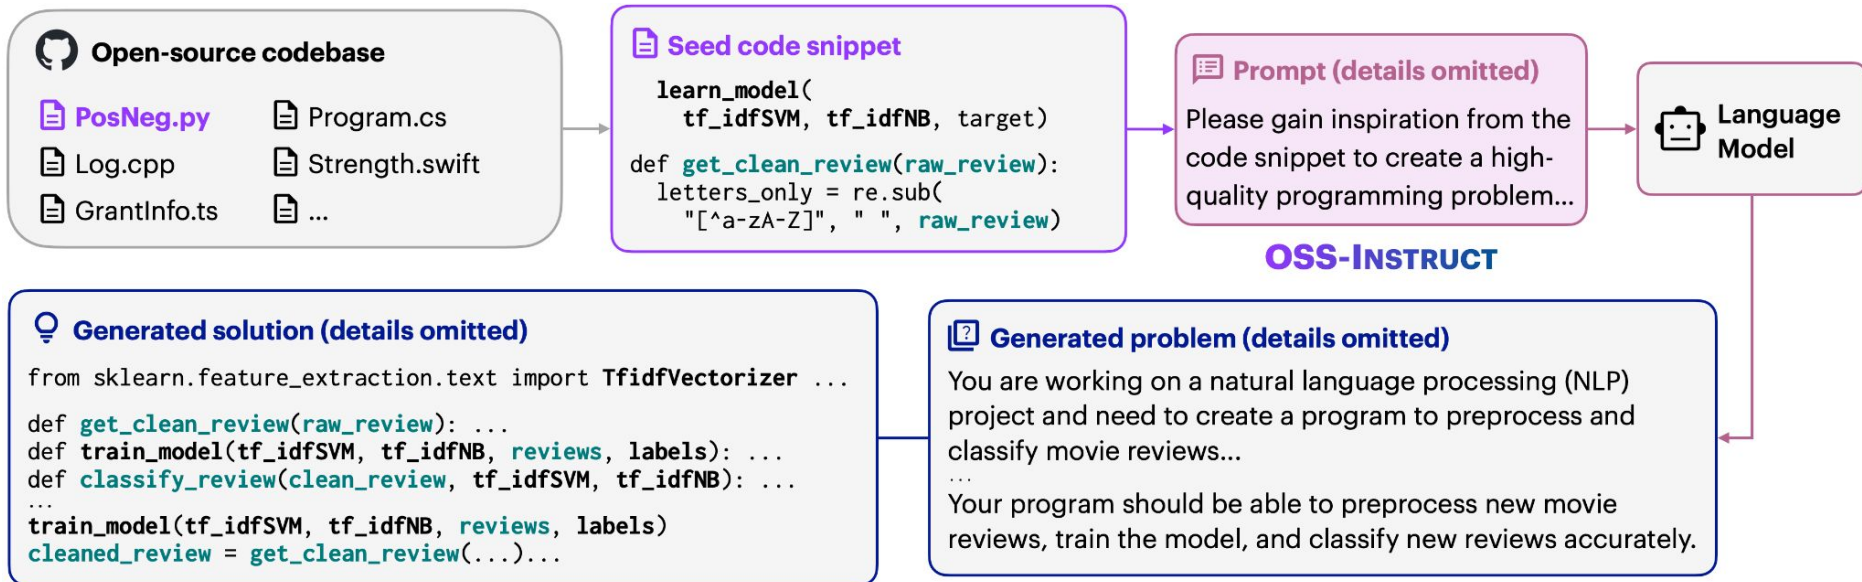 Open-source codebase
PosNeg.py
Program.cs
Log.cpp
Strength.swift
GrantInfo.ts
...
Seed code snippet
learn_model(
tf_idfSVM, tf_idfNB, target)
def get_clean_review(raw_review):
letters_only = re.sub(
"[^a-zA-Z]", " ", raw_review)
Prompt (details omitted)
Please gain inspiration from the
code snippet to create a high-
quality programming problem...
Language
Model
OSS-INSTRUCT
Generated solution (details omitted)
from sklearn.feature_extraction.text import TfidfVectorizer ...
def get_clean_review(raw_review): ...
def train_model(tf_idfSVM, tf_idfNB, reviews, labels): ...
def classify_review(clean_review, tf_idfSVM, tf_idfNB): ...
...
train_model(tf_idfSVM, tf_idfNB, reviews, labels)
cleaned_review = get_clean_review(...)...
Generated problem (details omitted)
You are working on a natural language processing (NLP)
project and need to create a program to preprocess and
classify movie reviews...
...
Your program should be able to preprocess new movie
reviews, train the model, and classify new reviews accurately.